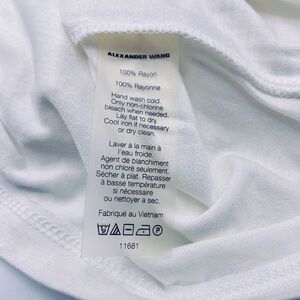 ALEXANDER WANG
100% Rayon
100% Rayonne
Hand wash cold.
Only non-chlorine
bleach when needed.
Lay flat to dry.
Cool iron if necessary
or dry clean.
Laver à la main à
l'eau froide.
Agent de blanchiment
non chloré seulement.
Sécher à plat. Repasser
à basse température
si nécessaire
ou nettoyer a sec.
Fabriqué au Vietnam
11681